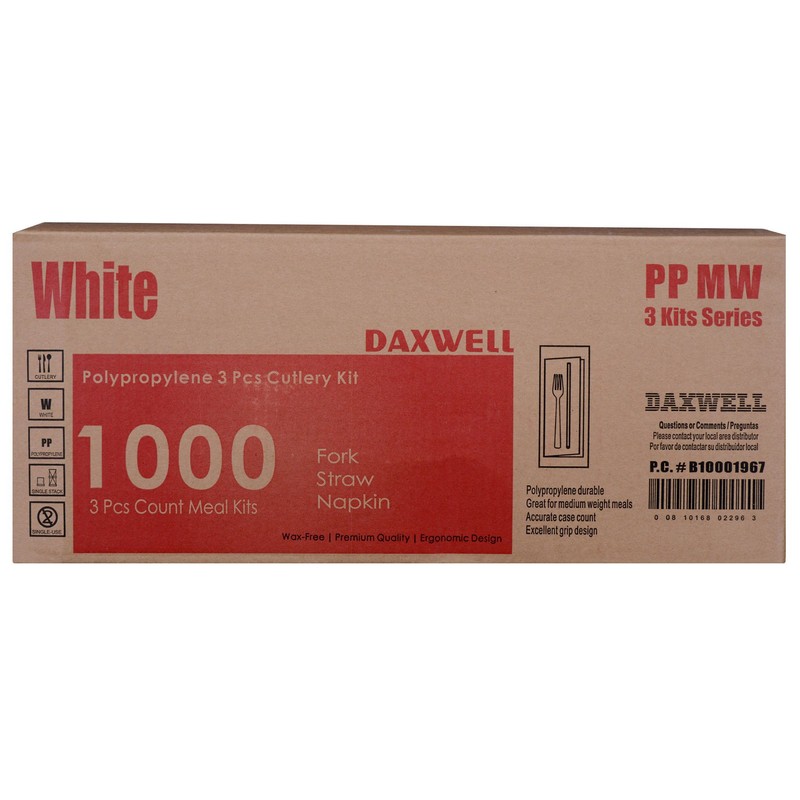 White
PP MW
3 Kits Series
DAXWELL
CUTLERY
W
WHITE
PP
POLYPROPYLENE
SINGLE STACK
SINGLE-USE
Polypropylene 3 Pcs Cutlery Kit
1000
3 Pcs Count Meal Kits
Fork
Straw
Napkin
Wax-Free | Premium Quality | Ergonomic Design
Polypropylene durable
Great for medium weight meals
Accurate case count
Excellent grip design
DAXWELL
Questions or Comments / Preguntas
Please contact your local area distributor
Por favor de contactar su distribuidor local
P.C. # B10001967
0 08 10168 02296 3